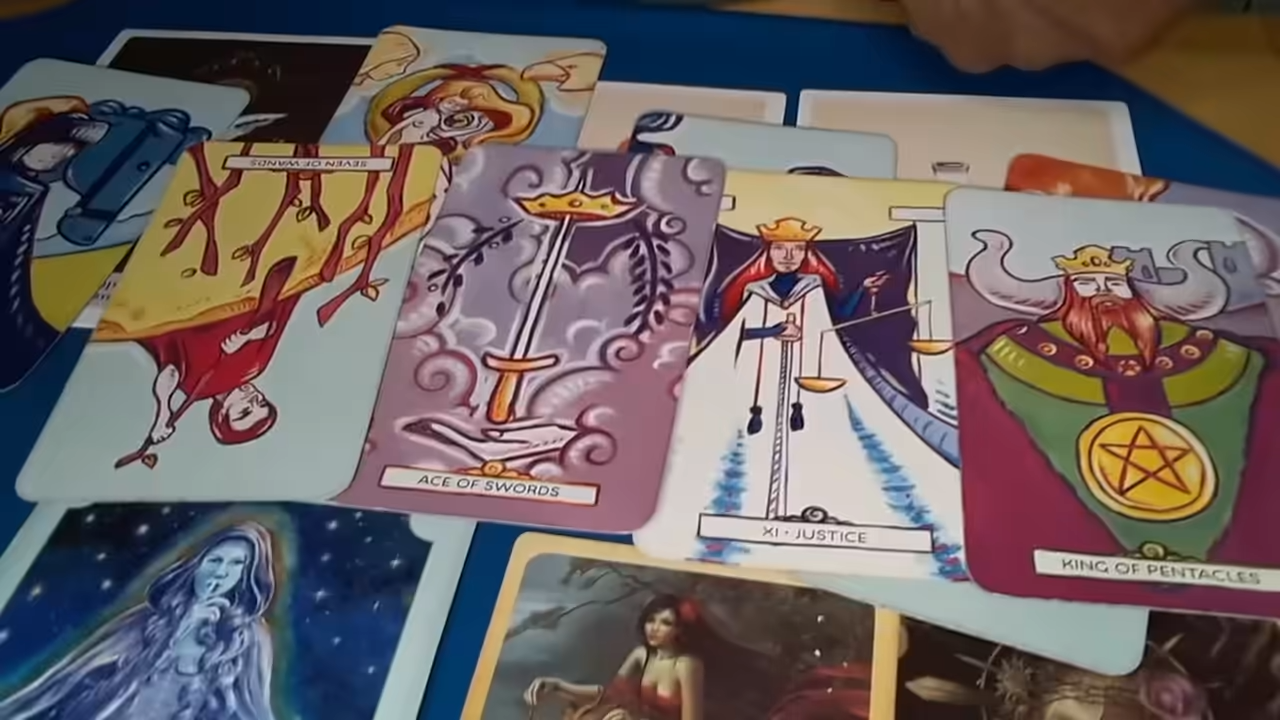 SEVEN OF WANDS
ACE OF SWORDS
XI • JUSTICE
KING OF PENTACLES